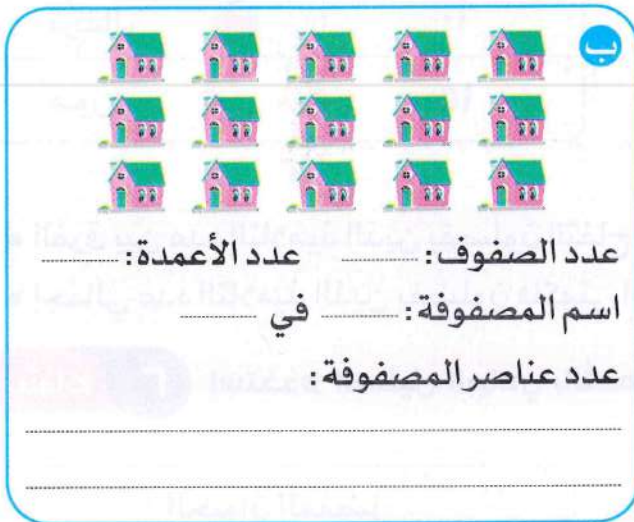 ب
عدد الصفوف: ........ عدد الأعمدة: ........
اسم المصفوفة: ........ في ........
عدد عناصر المصفوفة: